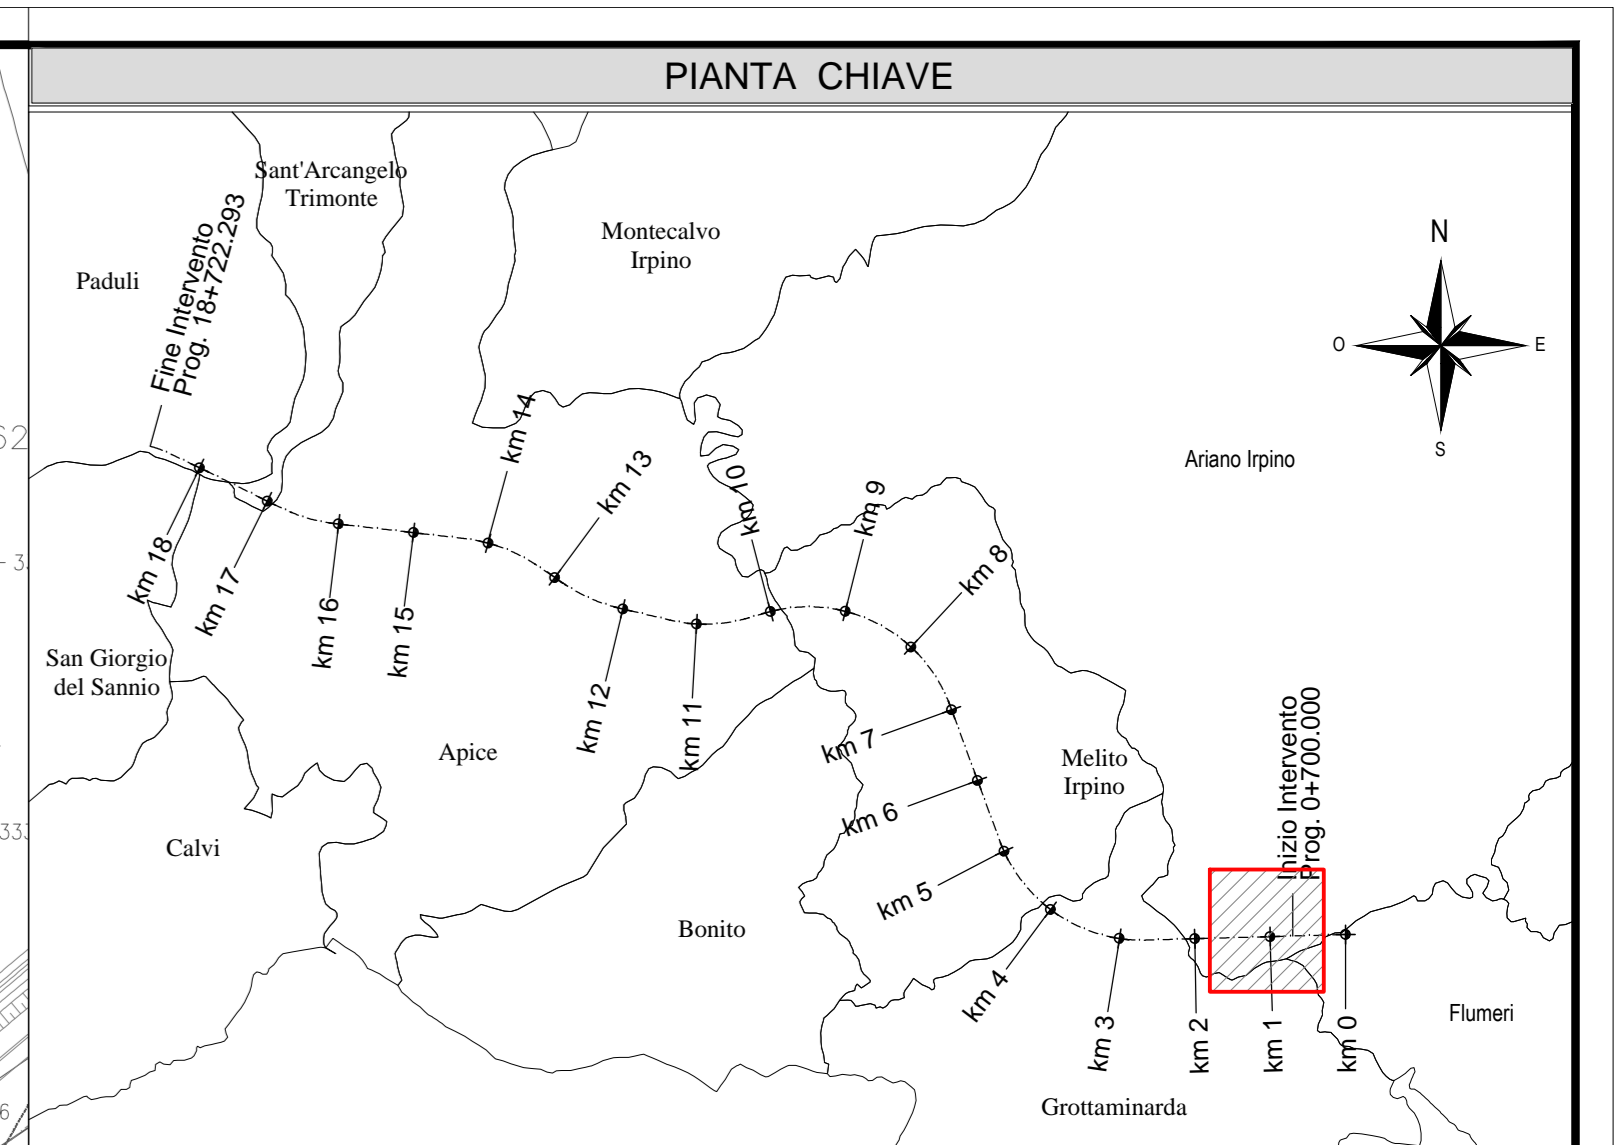 PIANTA CHIAVE
Sant'Arcangelo
Trimonte
Montecalvo
Irpino
Paduli
Fine Intervento
Prog. 18+722.293
N
O
E
S
Ariano Irpino
km 14
km 13
km 10
km 9
km 8
km 18
km 17
km 16
km 15
km 12
km 11
km 7
km 6
km 5
San Giorgio
del Sannio
Apice
Melito
Irpino
Inizio Intervento
Prog. 0+700.000
Calvi
Bonito
km 4
km 3
km 2
km 1
km 0
Flumeri
Grottaminarda